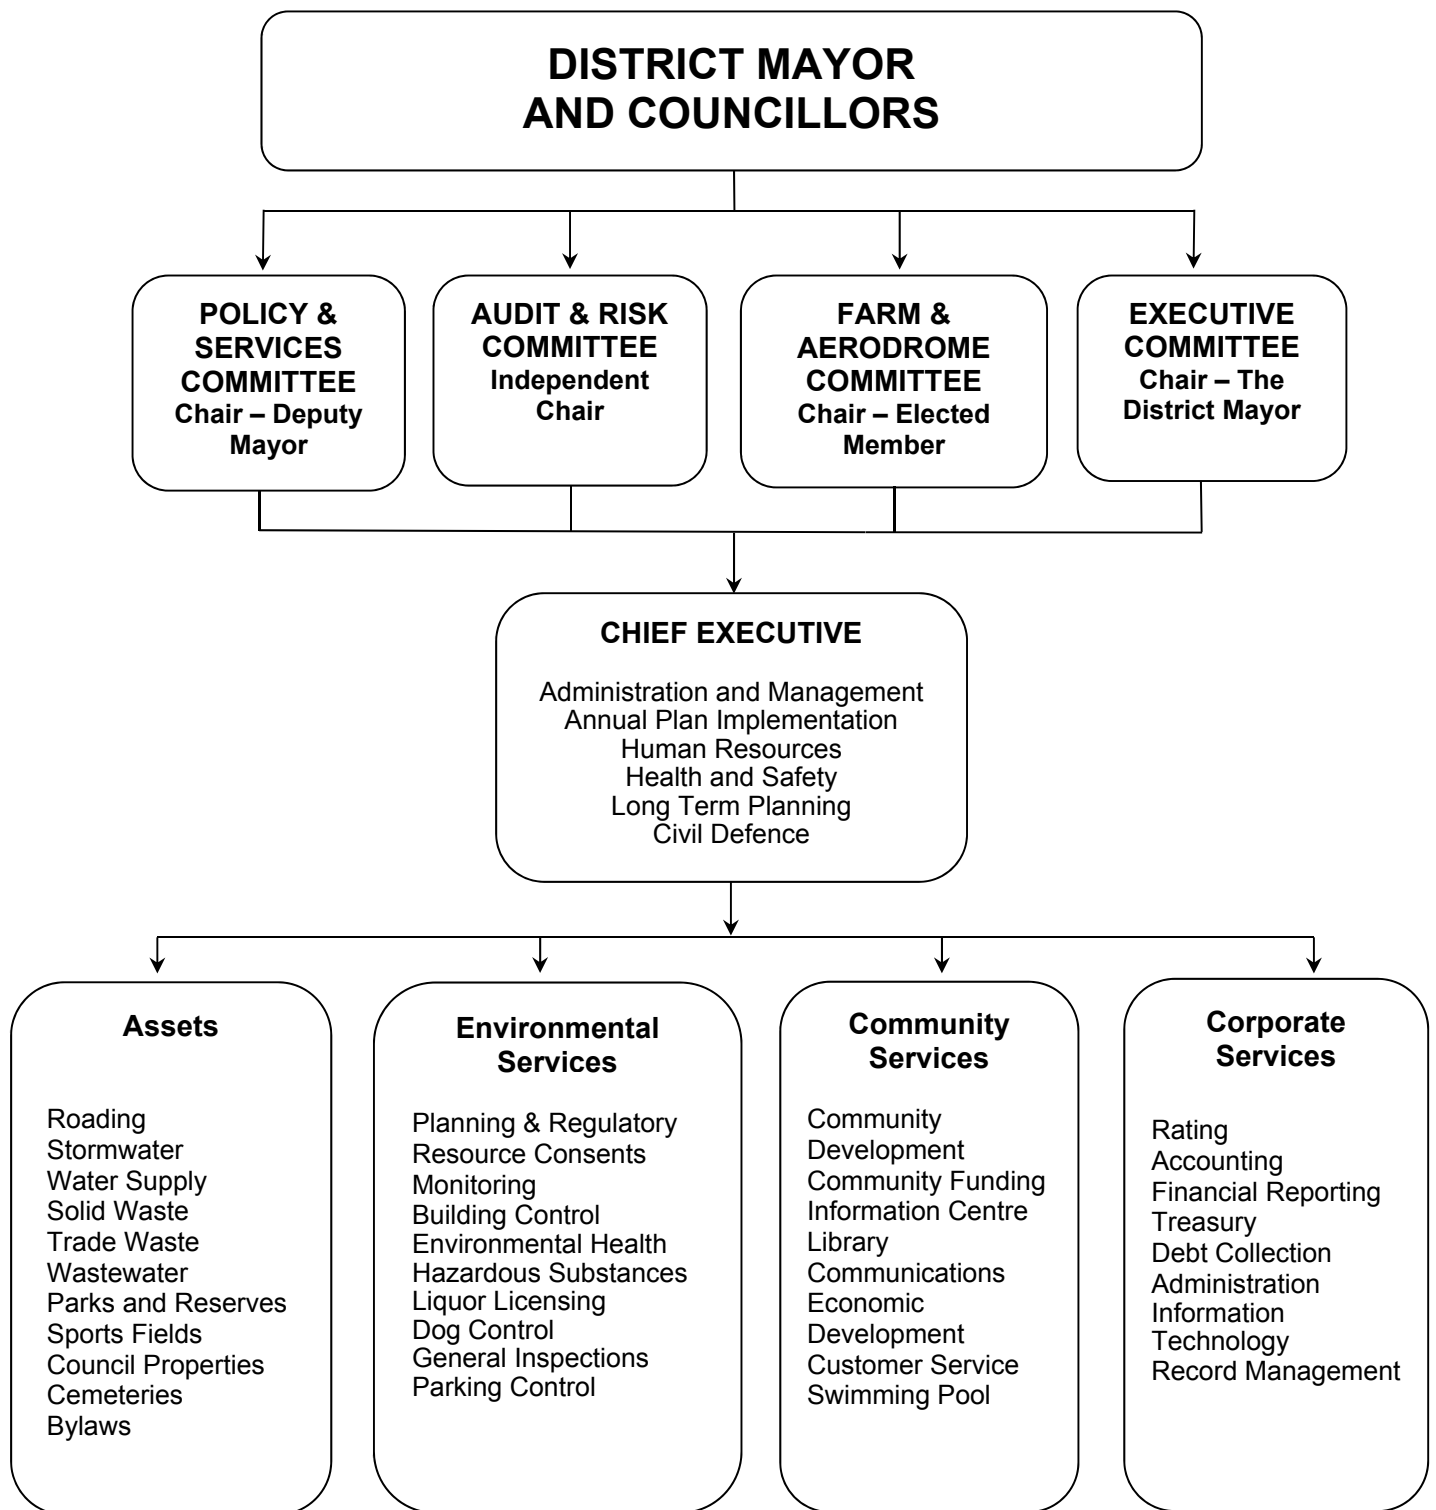 DISTRICT MAYOR
AND COUNCILLORS
POLICY &
SERVICES
COMMITTEE
Chair – Deputy
Mayor
AUDIT & RISK
COMMITTEE
Independent
Chair
FARM &
AERODROME
COMMITTEE
Chair – Elected
Member
EXECUTIVE
COMMITTEE
Chair – The
District Mayor
CHIEF EXECUTIVE
Administration and Management
Annual Plan Implementation
Human Resources
Health and Safety
Long Term Planning
Civil Defence
Assets
Roading
Stormwater
Water Supply
Solid Waste
Trade Waste
Wastewater
Parks and Reserves
Sports Fields
Council Properties
Cemeteries
Bylaws
Environmental
Services
Planning & Regulatory
Resource Consents
Monitoring
Building Control
Environmental Health
Hazardous Substances
Liquor Licensing
Dog Control
General Inspections
Parking Control
Community
Services
Community
Development
Community Funding
Information Centre
Library
Communications
Economic
Development
Customer Service
Swimming Pool
Corporate
Services
Rating
Accounting
Financial Reporting
Treasury
Debt Collection
Administration
Information
Technology
Record Management